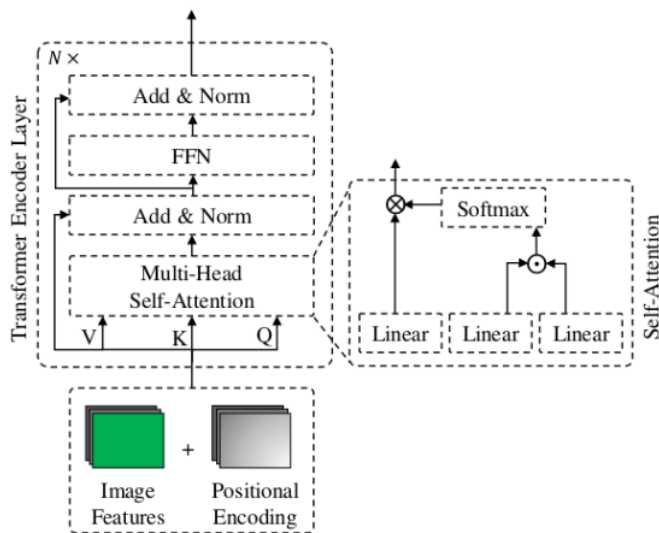 N ×
Transformer Encoder Layer
Add & Norm
FFN
Add & Norm
Multi-Head
Self-Attention
V
K
Q
Image
Features
+
Positional
Encoding
Softmax
Linear
Linear
Linear
Self-Attention